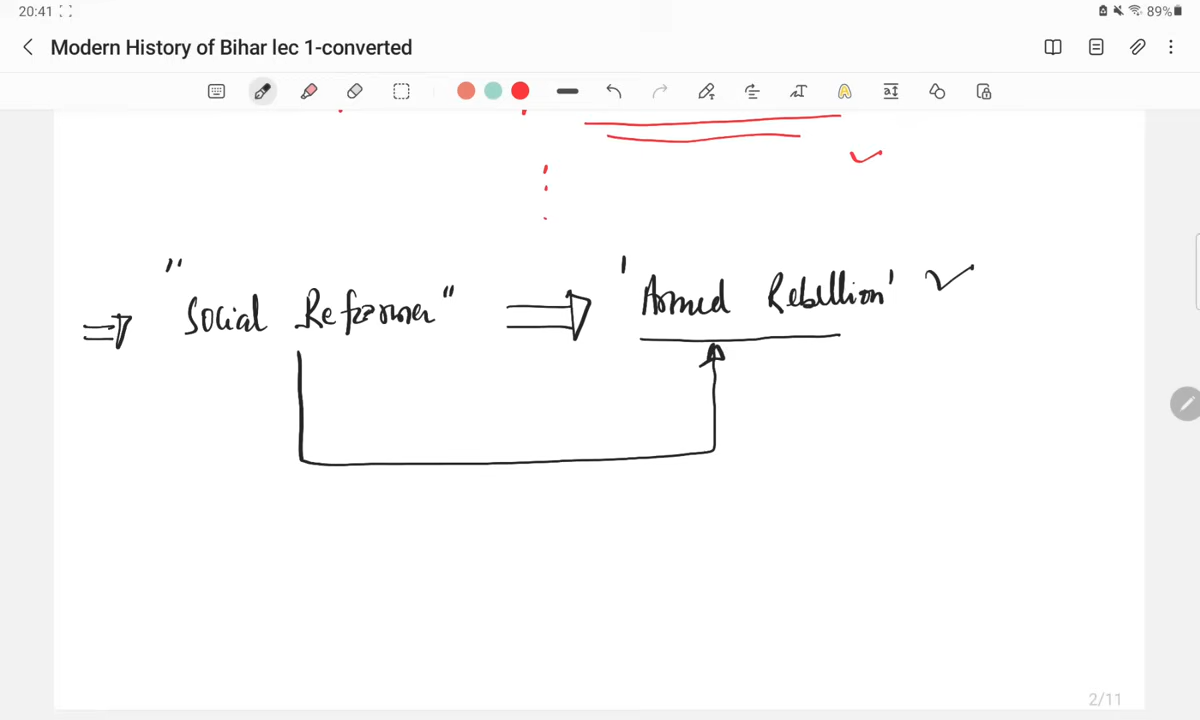 20:41
89%
Modern History of Bihar lec 1-converted
⇒ "Social Reformer" ⇒ 'Armed Rebellion' ✓
2/11